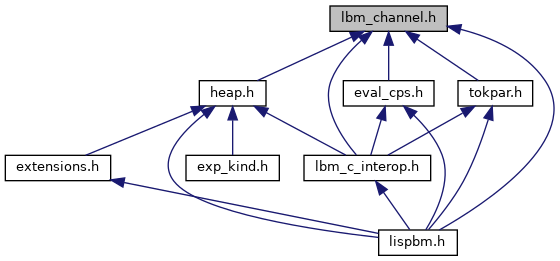 lbm_channel.h
heap.h
eval_cps.h
tokpar.h
extensions.h
exp_kind.h
lbm_c_interop.h
lispbm.h